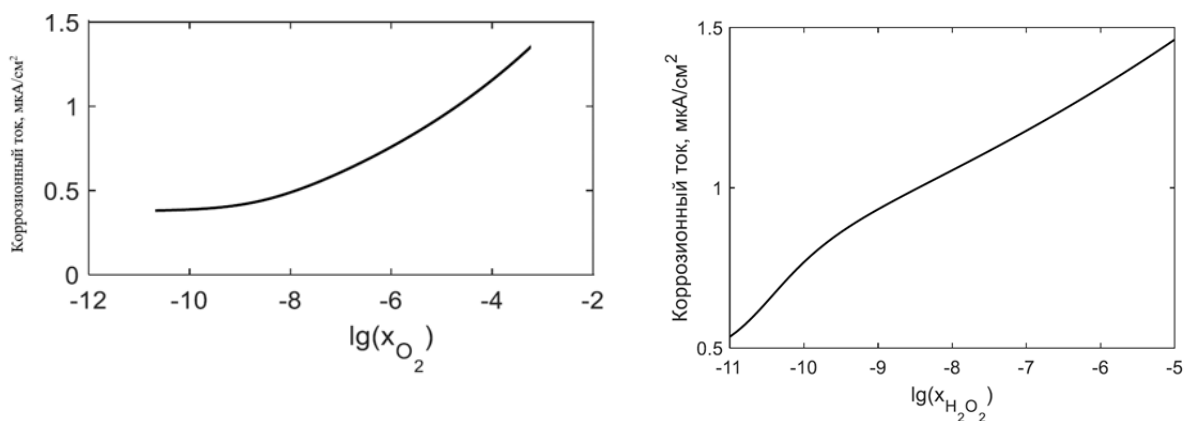 Коррозионный ток, мкА/см²
1.5
1
0.5
0
-12 -10 -8 -6 -4 -2
lg(x_O₂)
Коррозионный ток, мкА/см²
1.5
1
0.5
-11 -10 -9 -8 -7 -6 -5
lg(x_H₂O₂)